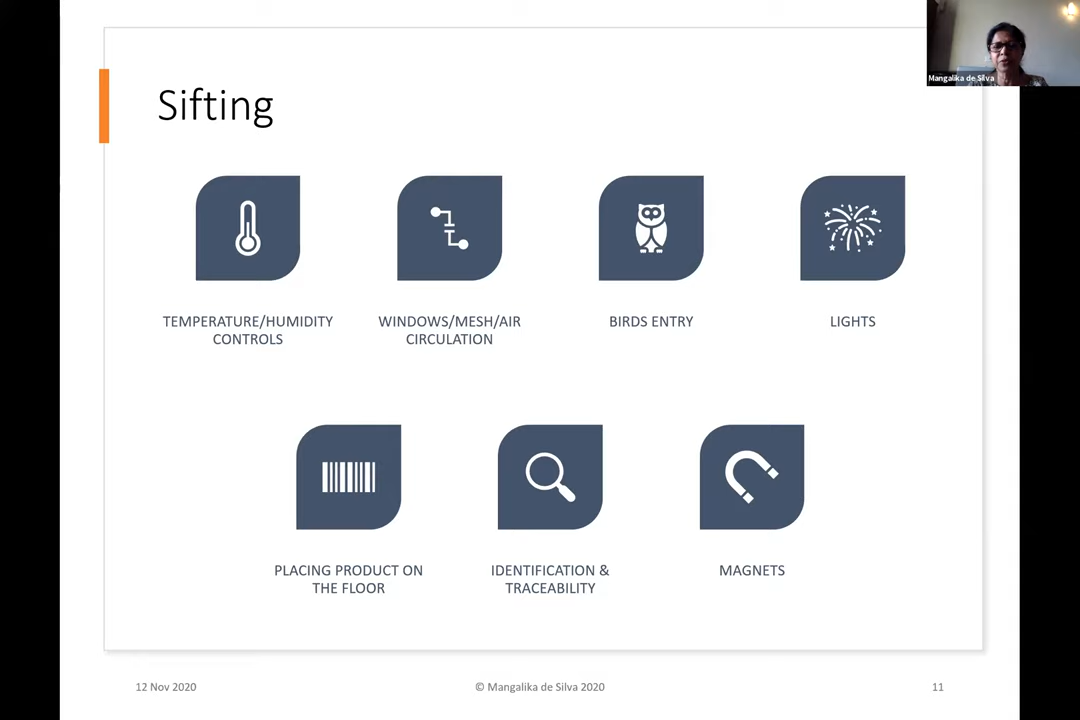 Mangalika de Silva
Sifting
TEMPERATURE/HUMIDITY
CONTROLS
WINDOWS/MESH/AIR
CIRCULATION
BIRDS ENTRY
LIGHTS
PLACING PRODUCT ON
THE FLOOR
IDENTIFICATION &
TRACEABILITY
MAGNETS
12 Nov 2020
© Mangalika de Silva 2020
11